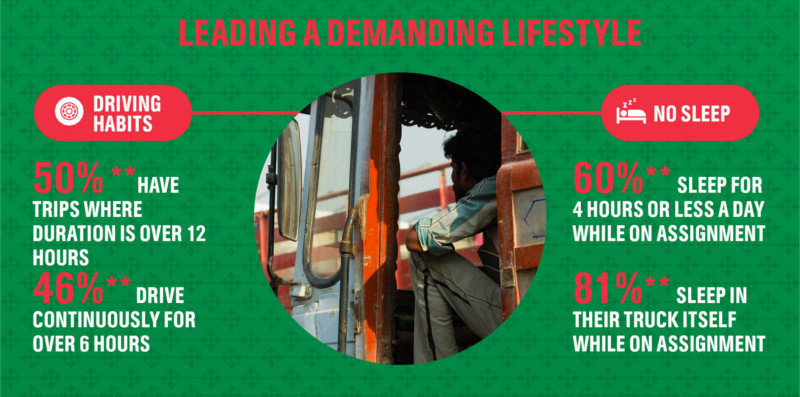 LEADING A DEMANDING LIFESTYLE
DRIVING
HABITS
50%** HAVE
TRIPS WHERE
DURATION IS OVER 12
HOURS
46%** DRIVE
CONTINUOUSLY FOR
OVER 6 HOURS
zzz
NO SLEEP
60%** SLEEP FOR
4 HOURS OR LESS A DAY
WHILE ON ASSIGNMENT
81%** SLEEP IN
THEIR TRUCK ITSELF
WHILE ON ASSIGNMENT